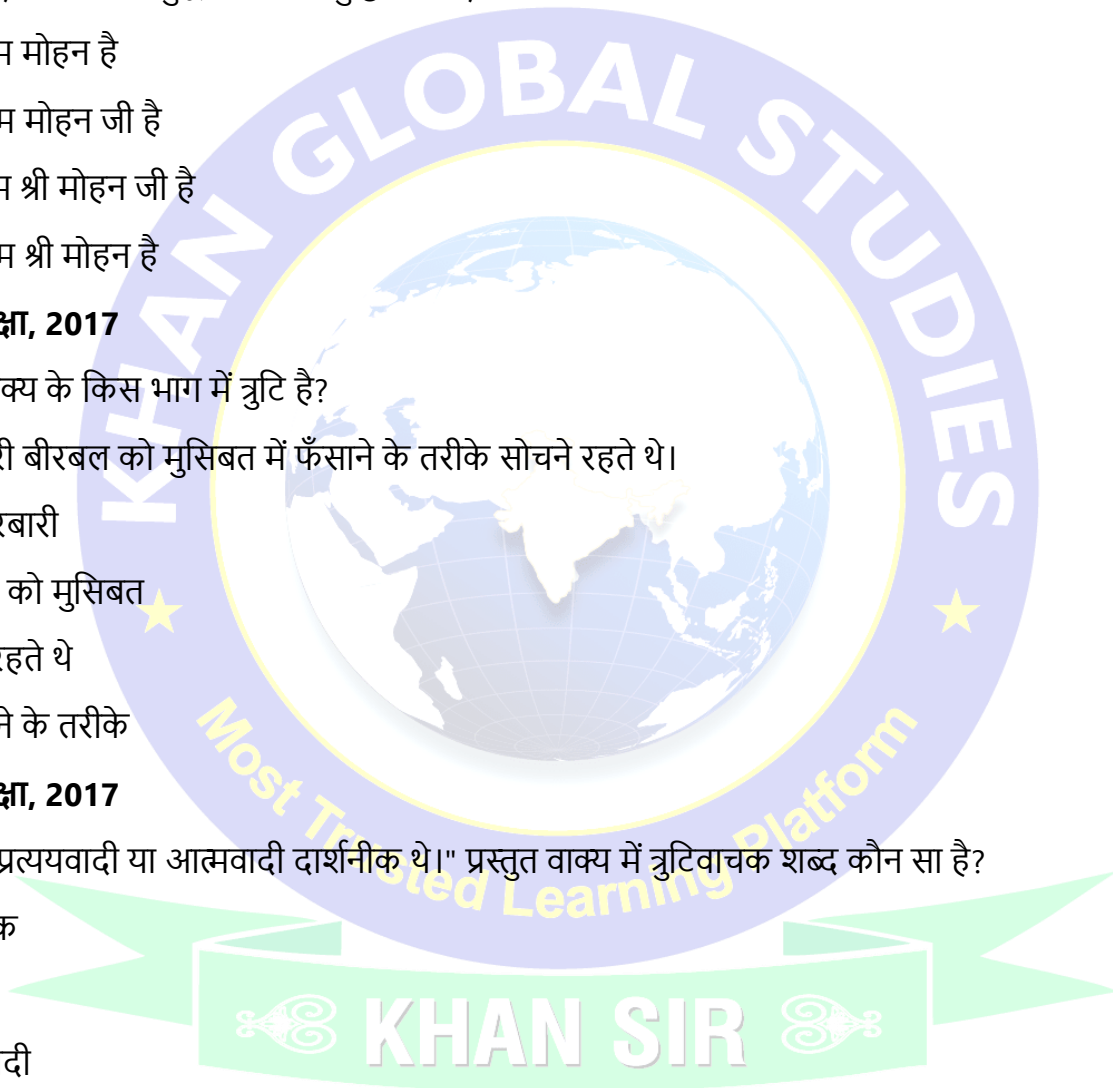 म मोहन है
म मोहन जी है
म श्री मोहन जी है
म श्री मोहन है
क्षा, 2017
क्य के किस भाग में त्रुटि है?
री बीरबल को मुसिबत में फँसाने के तरीके सोचने रहते थे।
रबारी
को मुसिबत
रहते थे
ने के तरीके
क्षा, 2017
प्रत्ययवादी या आत्मवादी दार्शनीक थे।" प्रस्तुत वाक्य में त्रुटिवाचक शब्द कौन सा है?
क
दी
KHAN GLOBAL STUDIES
Most Trusted Learning Platform
KHAN SIR